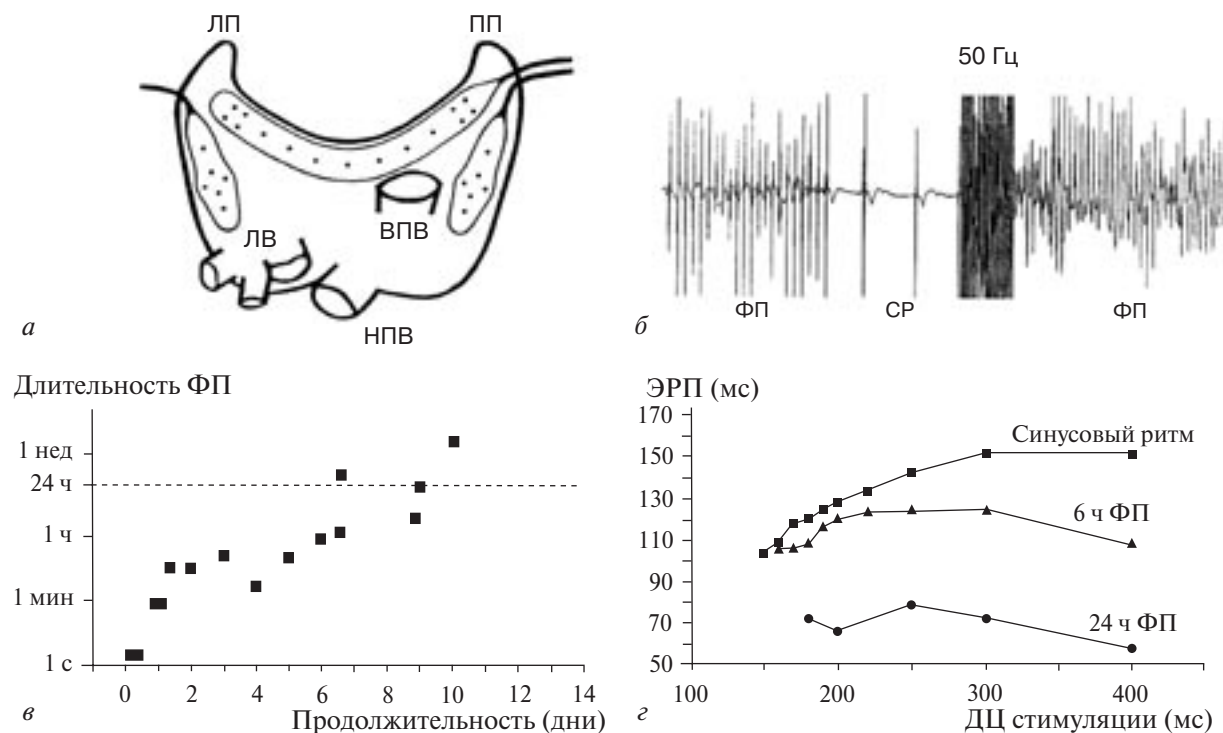 ЛП
ПП
ЛВ
ВПВ
НПВ
а
50 Гц
ФП
СР
ФП
б
Длительность ФП
1 нед
24 ч
1 ч
1 мин
1 с
0
2
4
6
8
10
12
14
Продолжительность (дни)
в
ЭРП (мс)
170
150
130
110
90
70
50
Синусовый ритм
6 ч ФП
24 ч ФП
100
200
300
400
ДЦ стимуляции (мс)
г